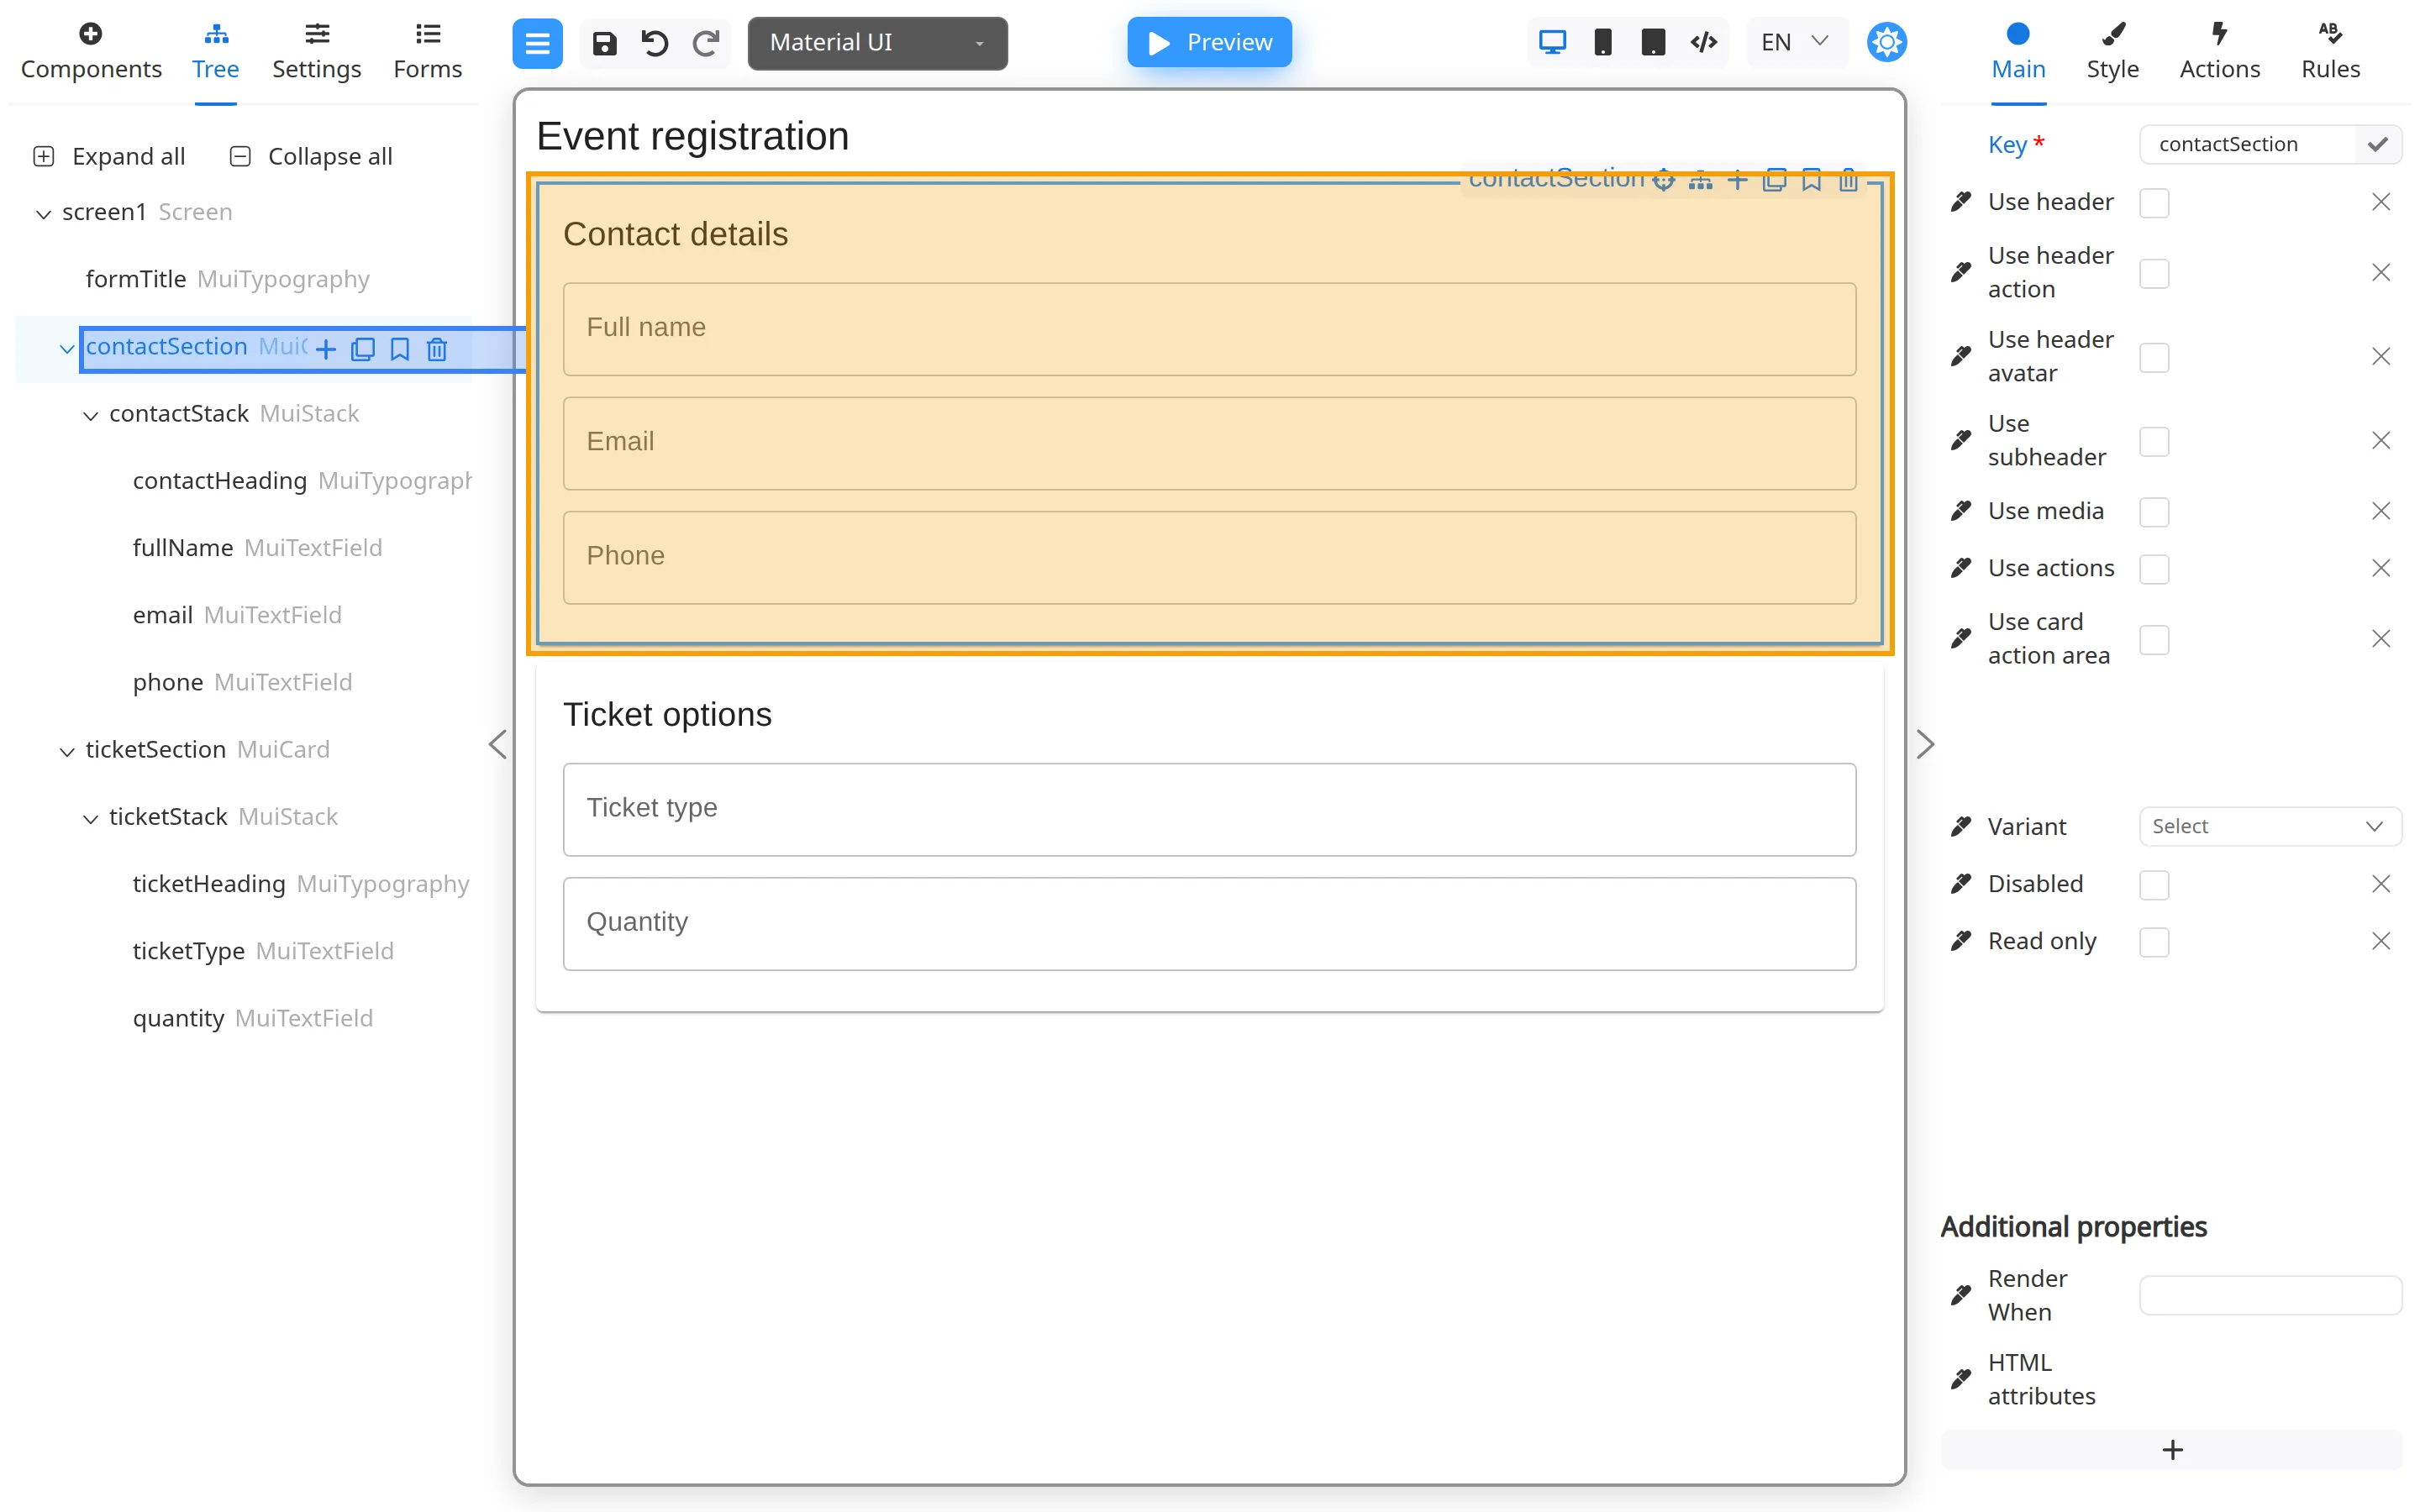 Components Tree Settings Forms
Material UI
Preview
EN
Main Style Actions Rules
Expand all Collapse all
screen1 Screen
formTitle MuiTypography
contactSection
contactStack MuiStack
contactHeading
fullName MuiTextField
email MuiTextField
phone MuiTextField
ticketSection MuiCard
ticketStack MuiStack
ticketHeading MuiTypography
ticketType MuiTextField
quantity MuiTextField
Event registration
contactSection
Contact details
Full name
Email
Phone
Ticket options
Ticket type
Quantity
Key * contactSection
Use header
Use header
action
Use header
avatar
Use
subheader
Use media
Use actions
Use card
action area
Variant Select
Disabled
Read only
Additional properties
Render
When
HTML
attributes